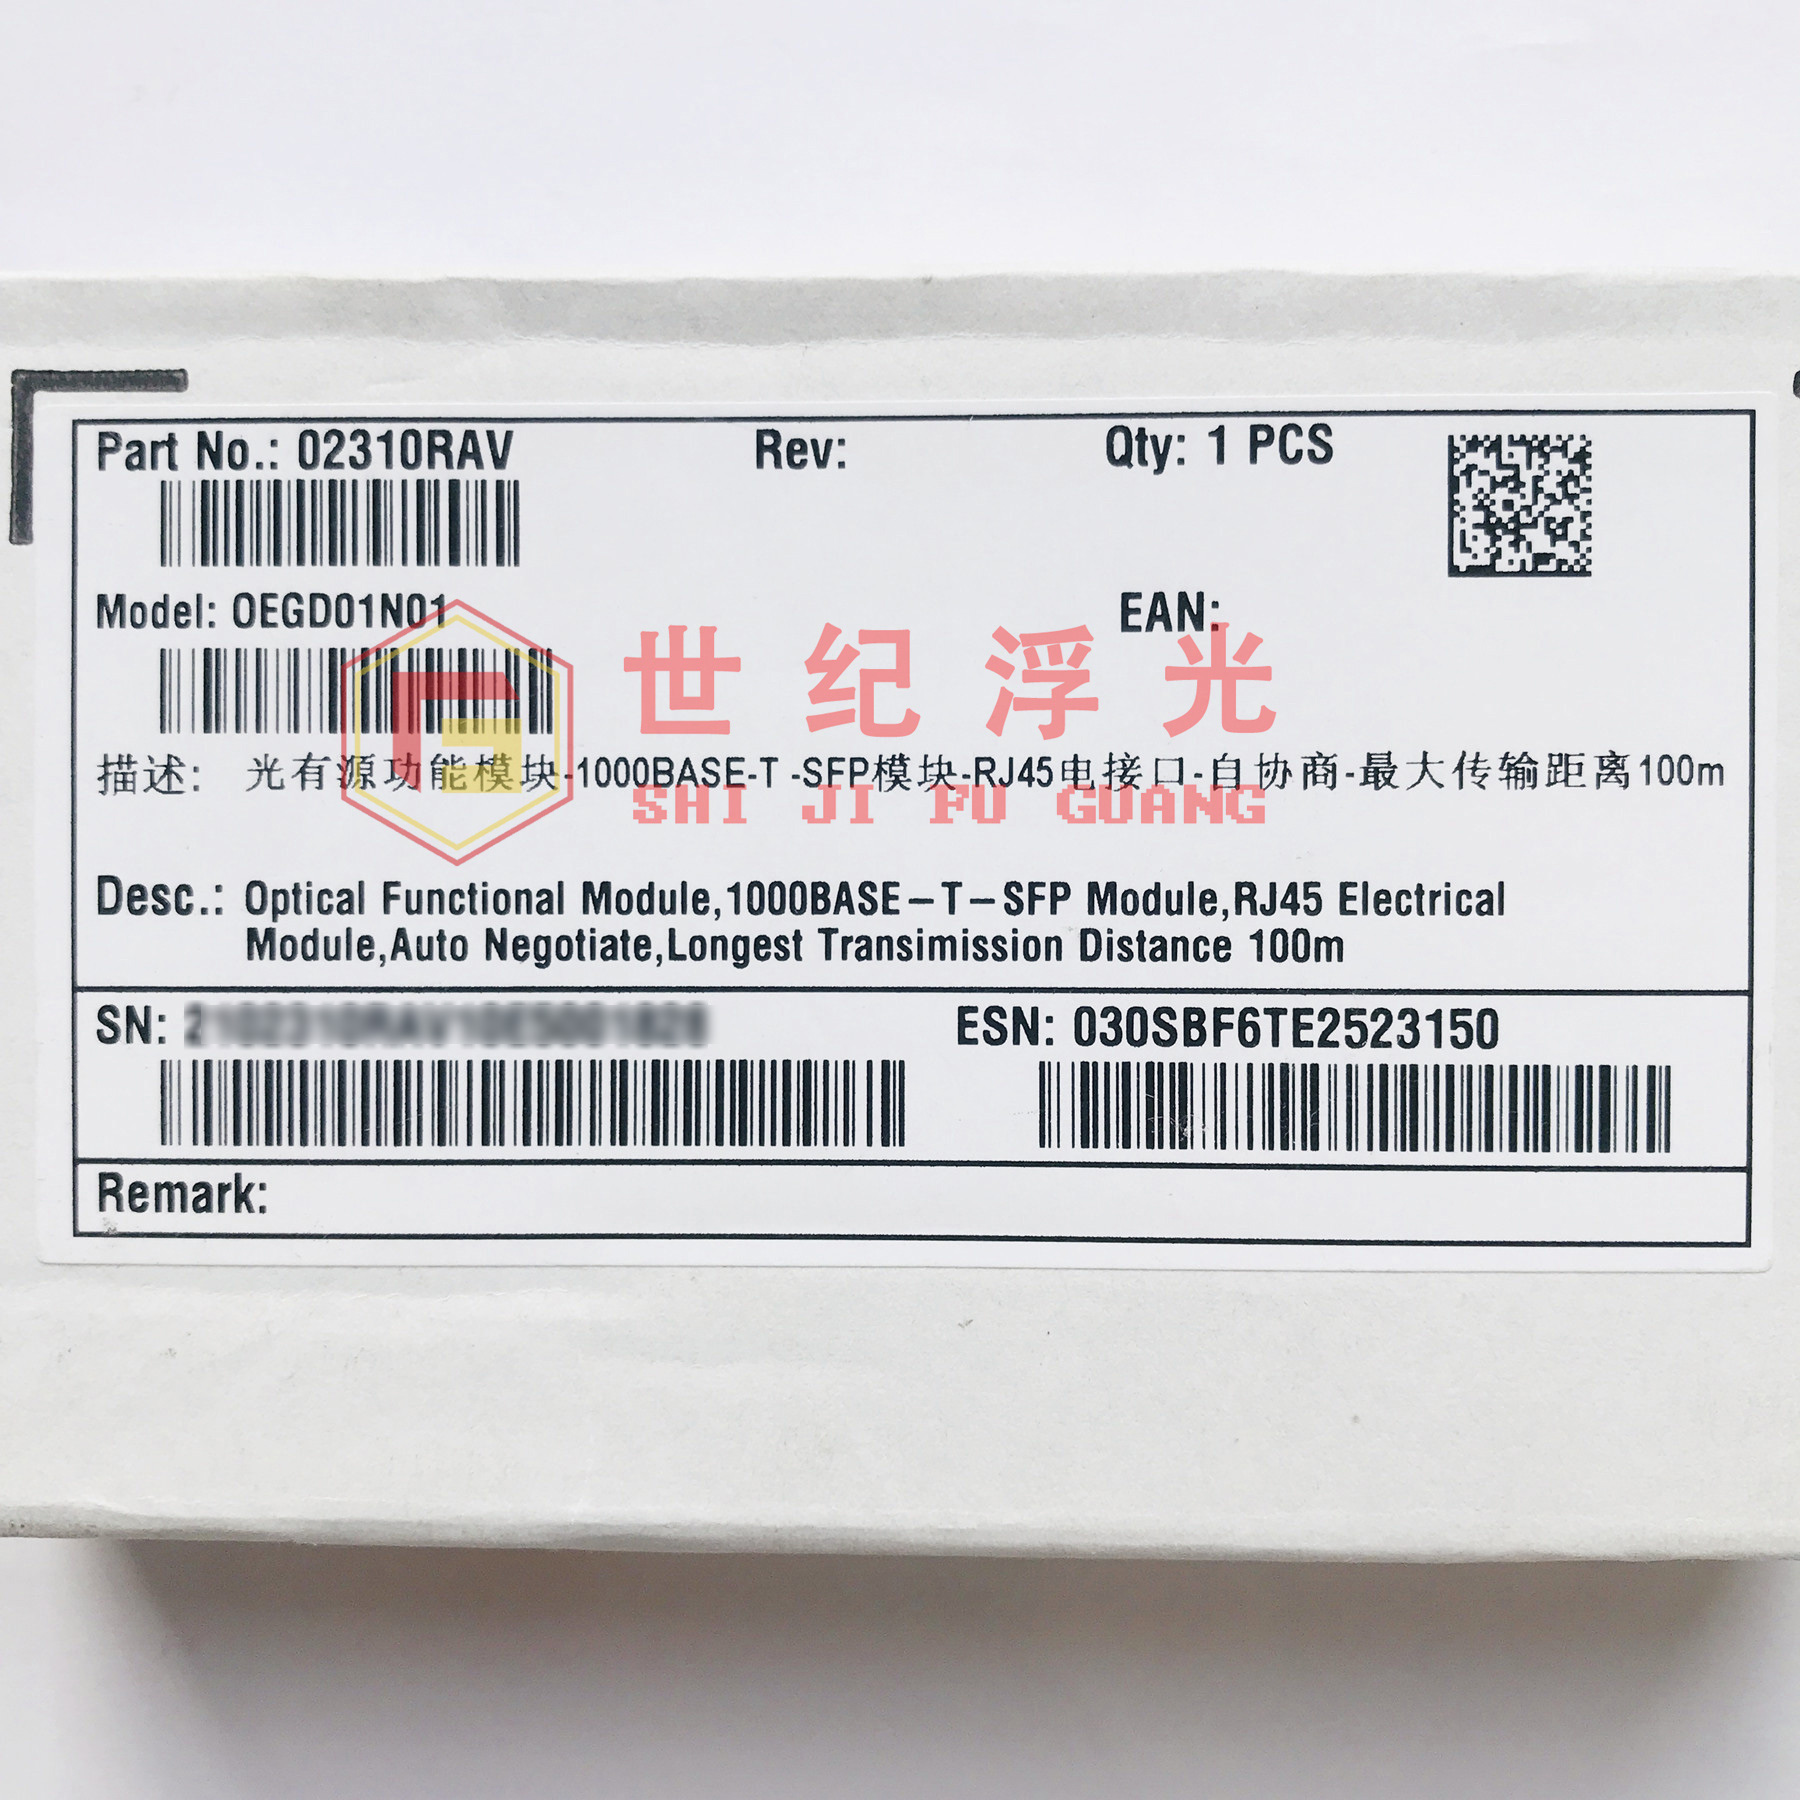 Part No.: 02310RAV Rev: Qty: 1 PCS
Model: OEGD01N01 EAN:
世纪浮光
描述: 光有源功能模块-1000BASE-T -SFP模块-RJ45电接口-自协商-最大传输距离100m
SHI JI FU GUANG
Desc.: Optical Functional Module,1000BASE-T-SFP Module,RJ45 Electrical
Module,Auto Negotiate,Longest Transimission Distance 100m
SN: ESN: 030SBF6TE2523150
Remark: